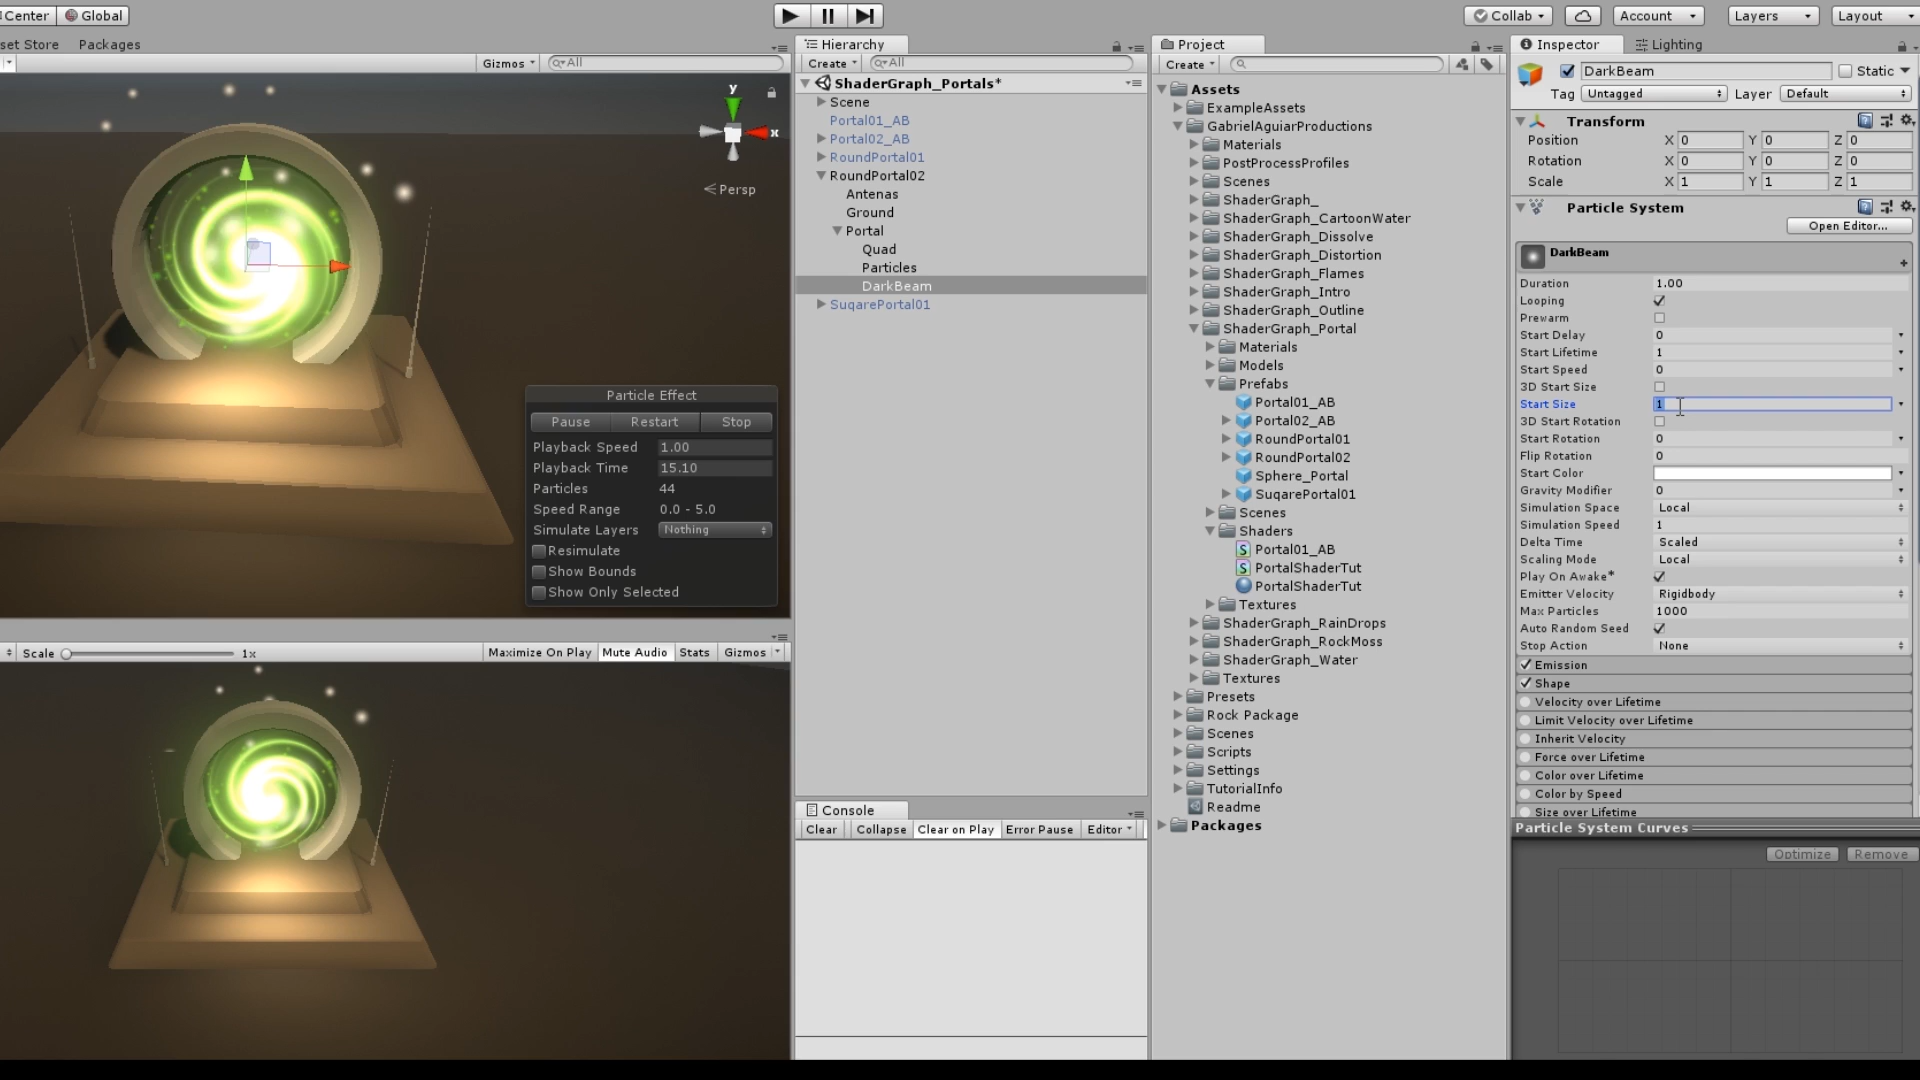 Center
Global
Collab
Account
Layers
Layout
set Store
Packages
Gizmos
All
y
x
Persp
Particle Effect
Pause
Restart
Stop
Playback Speed
1.00
Playback Time
15.10
Particles
44
Speed Range
0.0 - 5.0
Simulate Layers
Nothing
Resimulate
Show Bounds
Show Only Selected
Scale
1x
Maximize On Play
Mute Audio
Stats
Gizmos
Hierarchy
Create
All
ShaderGraph_Portals*
Scene
Portal01_AB
Portal02_AB
RoundPortal01
RoundPortal02
Antenas
Ground
Portal
Quad
Particles
DarkBeam
SuqarePortal01
Console
Clear
Collapse
Clear on Play
Error Pause
Editor
Project
Create
Assets
ExampleAssets
GabrielAguiarProductions
Materials
PostProcessProfiles
Scenes
ShaderGraph_
ShaderGraph_CartoonWater
ShaderGraph_Dissolve
ShaderGraph_Distortion
ShaderGraph_Flames
ShaderGraph_Intro
ShaderGraph_Outline
ShaderGraph_Portal
Materials
Models
Prefabs
Portal01_AB
Portal02_AB
RoundPortal01
RoundPortal02
Sphere_Portal
SuqarePortal01
Scenes
Shaders
Portal01_AB
PortalShaderTut
PortalShaderTut
Textures
ShaderGraph_RainDrops
ShaderGraph_RockMoss
ShaderGraph_Water
Textures
Presets
Rock Package
Scenes
Scripts
Settings
TutorialInfo
Readme
Packages
Inspector
Lighting
DarkBeam
Static
Tag
Untagged
Layer
Default
Transform
Position X 0 Y 0 Z 0
Rotation X 0 Y 0 Z 0
Scale X 1 Y 1 Z 1
Particle System
Open Editor...
DarkBeam
Duration 1.00
Looping
Prewarm
Start Delay 0
Start Lifetime 1
Start Speed 0
3D Start Size
Start Size 1
3D Start Rotation
Start Rotation 0
Flip Rotation 0
Start Color
Gravity Modifier 0
Simulation Space Local
Simulation Speed 1
Delta Time Scaled
Scaling Mode Local
Play On Awake*
Emitter Velocity Rigidbody
Max Particles 1000
Auto Random Seed
Stop Action None
Emission
Shape
Velocity over Lifetime
Limit Velocity over Lifetime
Inherit Velocity
Force over Lifetime
Color over Lifetime
Color by Speed
Size over Lifetime
Particle System Curves
Optimize
Remove